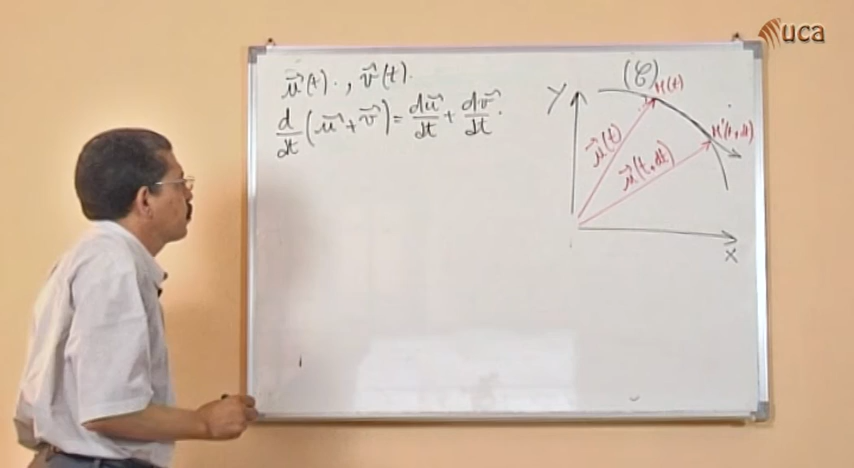 uca
u⃗(t). , v⃗(t).
d/dt (u⃗ + v⃗) = du⃗/dt + dv⃗/dt.
(𝒞)
M(t)
Y
M'(t+dt)
u⃗(t)
u⃗(t+dt)
X